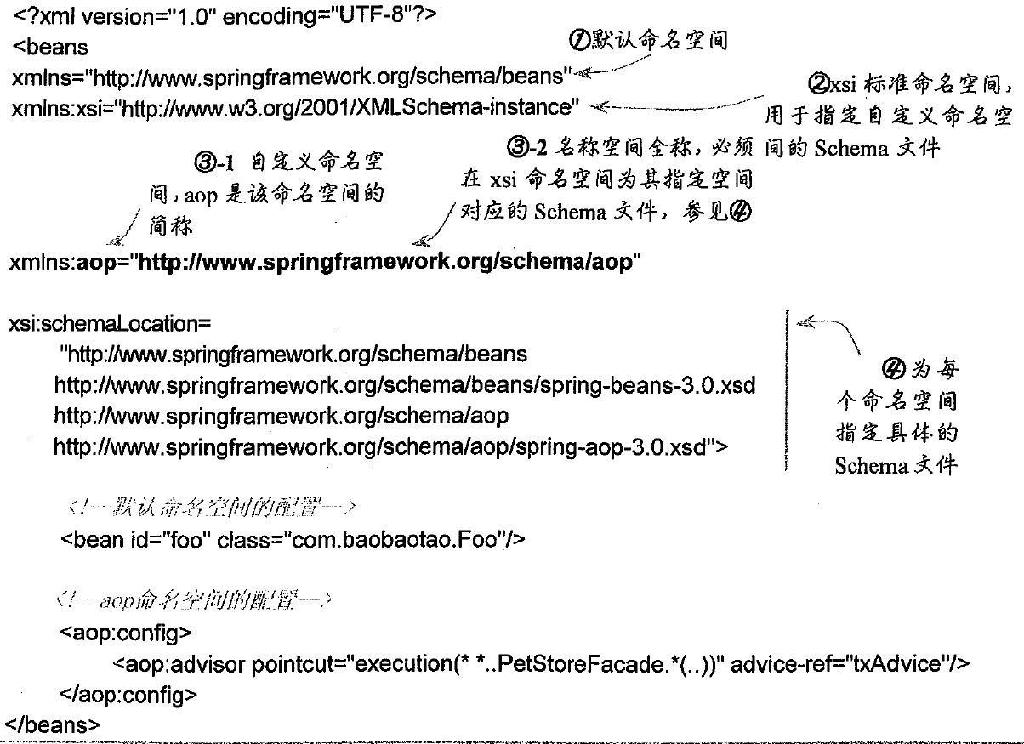 <?xml version="1.0" encoding="UTF-8"?>
<beans
①默认命名空间
xmlns="http://www.springframework.org/schema/beans"
xmlns:xsi="http://www.w3.org/2001/XMLSchema-instance"
②xsi 标准命名空间，
用于指定自定义命名空
间的 Schema 文件
③-1 自定义命名空
间，aop 是该命名空间的
简称
③-2 名称空间全称，必须
在 xsi 命名空间为其指定空间
对应的 Schema 文件，参见④
xmlns:aop="http://www.springframework.org/schema/aop"
xsi:schemaLocation=
"http://www.springframework.org/schema/beans
http://www.springframework.org/schema/beans/spring-beans-3.0.xsd
http://www.springframework.org/schema/aop
http://www.springframework.org/schema/aop/spring-aop-3.0.xsd">
④为每
个命名空间
指定具体的
Schema 文件
<!--默认命名空间的配置-->
<bean id="foo" class="com.baobaotao.Foo"/>
<!--aop命名空间的配置-->
<aop:config>
<aop:advisor pointcut="execution(* *..PetStoreFacade.*(..))" advice-ref="txAdvice"/>
</aop:config>
</beans>